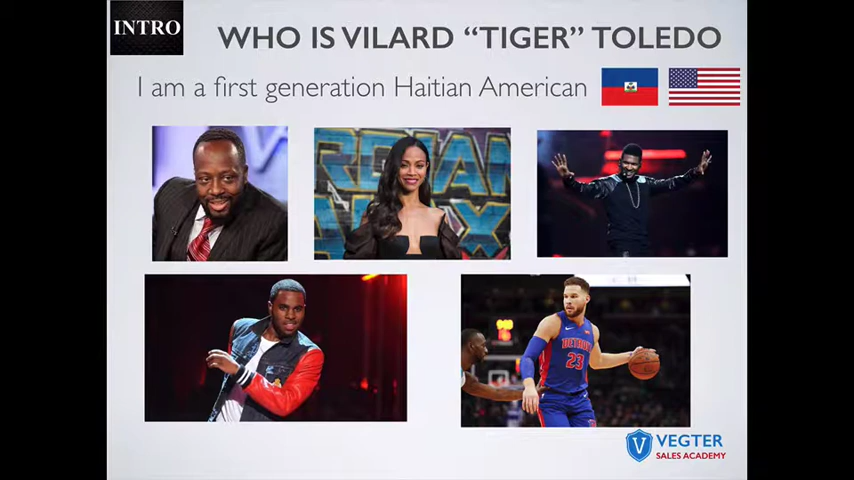 INTRO
WHO IS VILARD “TIGER” TOLEDO
I am a first generation Haitian American
DETROIT
23
VEGTER
SALES ACADEMY